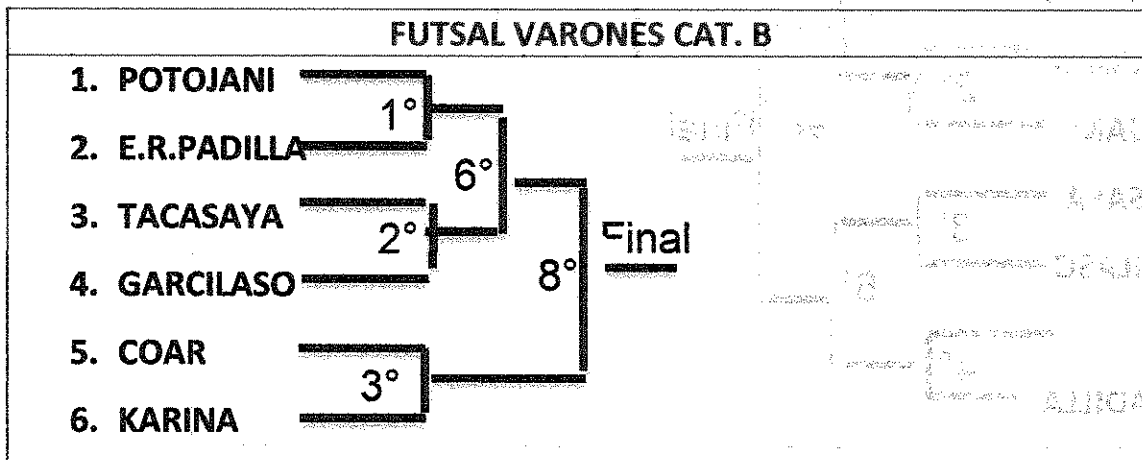 FUTSAL VARONES CAT. B
1. POTOJANI
1°
2. E.R.PADILLA
6°
3. TACASAYA
2°
Final
4. GARCILASO
8°
5. COAR
3°
6. KARINA